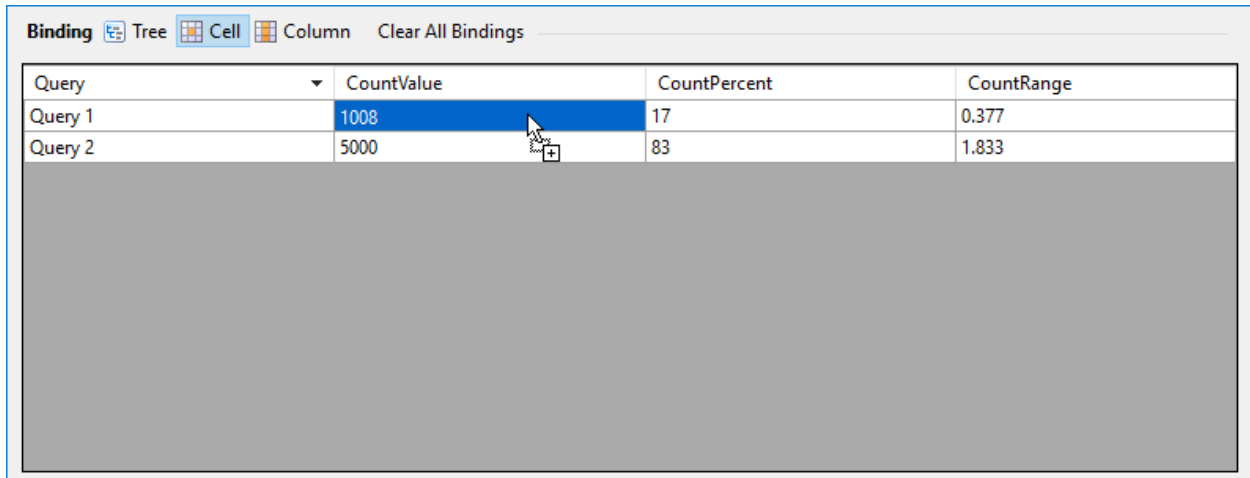 Binding Tree Cell Column Clear All Bindings
Query CountValue CountPercent CountRange
Query 1 1008 17 0.377
Query 2 5000 83 1.833